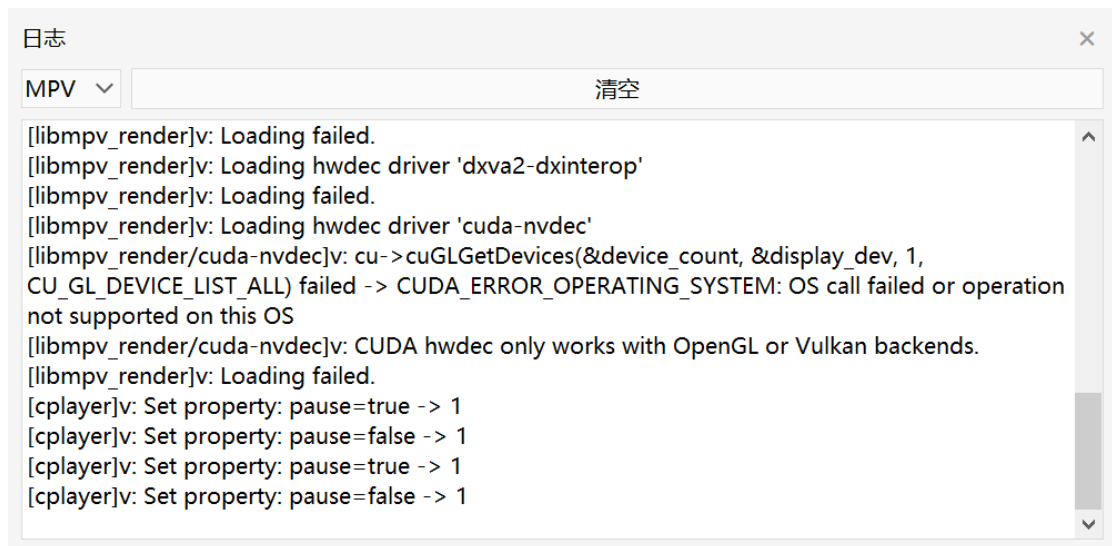 日志
MPV
清空
[libmpv_render]v: Loading failed.
[libmpv_render]v: Loading hwdec driver 'dxva2-dxinterop'
[libmpv_render]v: Loading failed.
[libmpv_render]v: Loading hwdec driver 'cuda-nvdec'
[libmpv_render/cuda-nvdec]v: cu->cuGLGetDevices(&device_count, &display_dev, 1,
CU_GL_DEVICE_LIST_ALL) failed -> CUDA_ERROR_OPERATING_SYSTEM: OS call failed or operation
not supported on this OS
[libmpv_render/cuda-nvdec]v: CUDA hwdec only works with OpenGL or Vulkan backends.
[libmpv_render]v: Loading failed.
[cplayer]v: Set property: pause=true -> 1
[cplayer]v: Set property: pause=false -> 1
[cplayer]v: Set property: pause=true -> 1
[cplayer]v: Set property: pause=false -> 1